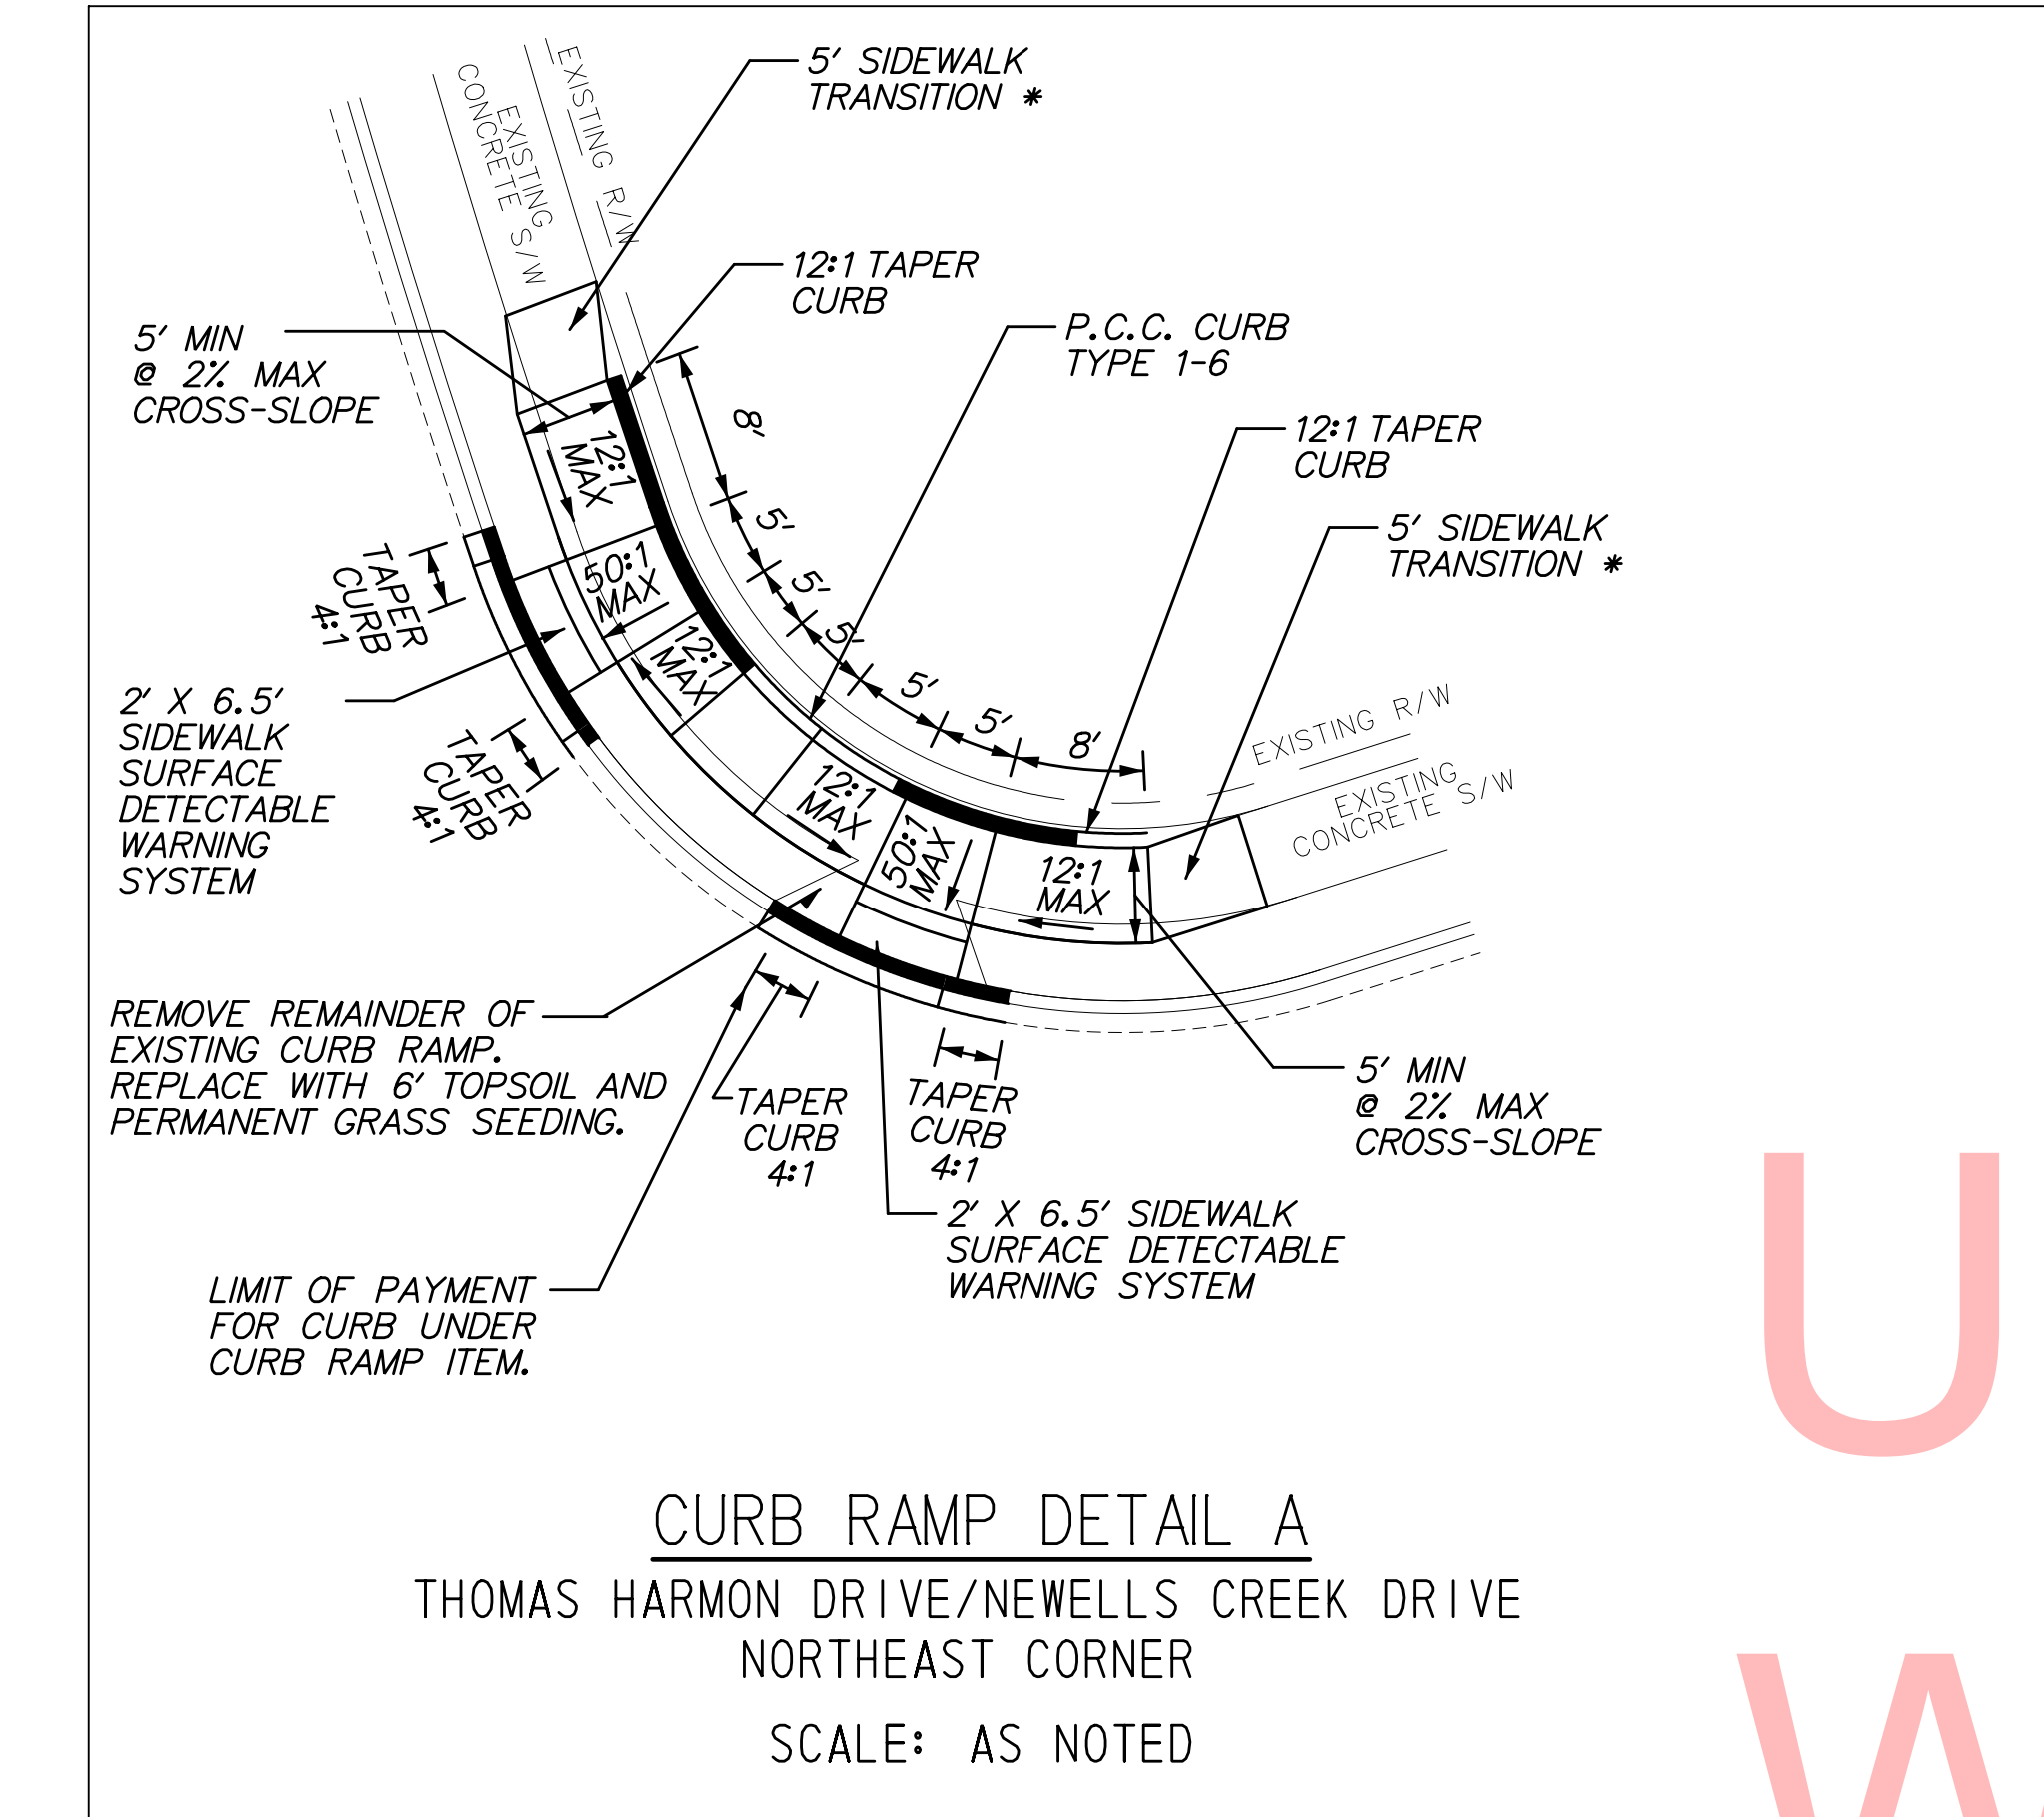 5' SIDEWALK
TRANSITION *
EXISTING R/W
EXISTING
CONCRETE S/W
12:1 TAPER
CURB
P.C.C. CURB
TYPE 1-6
5' MIN
@ 2% MAX
CROSS-SLOPE
12:1 TAPER
CURB
5' SIDEWALK
TRANSITION *
8'
5'
5'
5'
5'
5'
8'
12:1
MAX
50:1
MAX
12:1
MAX
12:1
MAX
50:1
MAX
12:1
MAX
TAPER
CURB
4:1
2' X 6.5'
SIDEWALK
SURFACE
DETECTABLE
WARNING
SYSTEM
TAPER
CURB
4:1
EXISTING R/W
EXISTING
CONCRETE S/W
REMOVE REMAINDER OF
EXISTING CURB RAMP.
REPLACE WITH 6' TOPSOIL AND
PERMANENT GRASS SEEDING.
TAPER
CURB
4:1
TAPER
CURB
4:1
5' MIN
@ 2% MAX
CROSS-SLOPE
2' X 6.5' SIDEWALK
SURFACE DETECTABLE
WARNING SYSTEM
LIMIT OF PAYMENT
FOR CURB UNDER
CURB RAMP ITEM.
CURB RAMP DETAIL A
THOMAS HARMON DRIVE/NEWELLS CREEK DRIVE
NORTHEAST CORNER
SCALE: AS NOTED
U
W